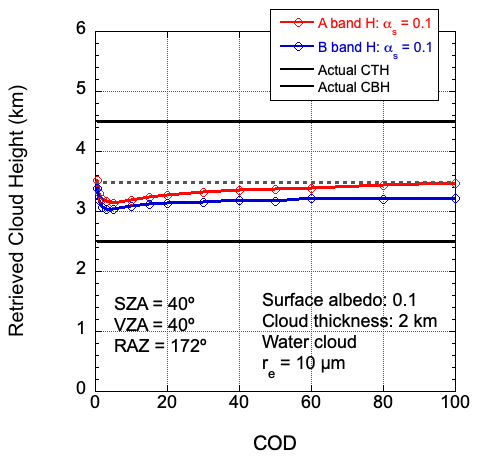 A band H: αs = 0.1
B band H: αs = 0.1
Actual CTH
Actual CBH
Retrieved Cloud Height (km)
6
5
4
3
2
1
0
SZA = 40º
VZA = 40º
RAZ = 172º
Surface albedo: 0.1
Cloud thickness: 2 km
Water cloud
re = 10 µm
0 20 40 60 80 100
COD